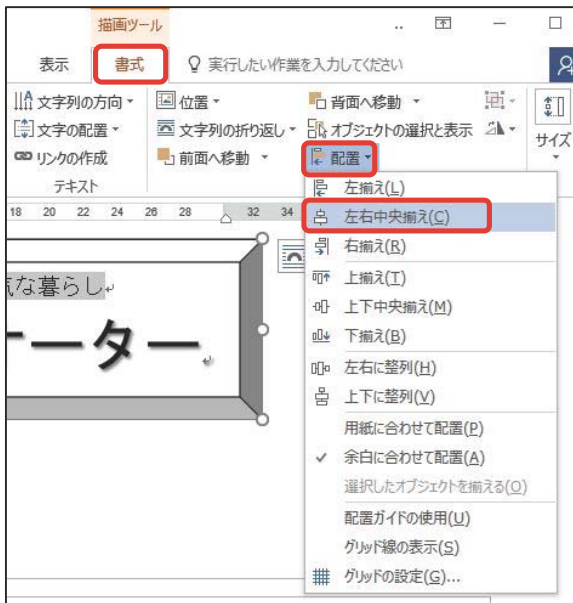 描画ツール
表示 書式 実行したい作業を入力してください
文字列の方向 位置 背面へ移動
文字の配置 文字列の折り返し オブジェクトの選択と表示 サイズ
リンクの作成 前面へ移動 配置
テキスト
18 20 22 24 26 28 32 34
左揃え(L)
左右中央揃え(C)
右揃え(R)
上揃え(T)
上下中央揃え(M)
下揃え(B)
左右に整列(H)
上下に整列(V)
用紙に合わせて配置(P)
✓ 余白に合わせて配置(A)
選択したオブジェクトを揃える(O)
配置ガイドの使用(U)
グリッド線の表示(S)
グリッドの設定(G)...
な暮らし
ーター